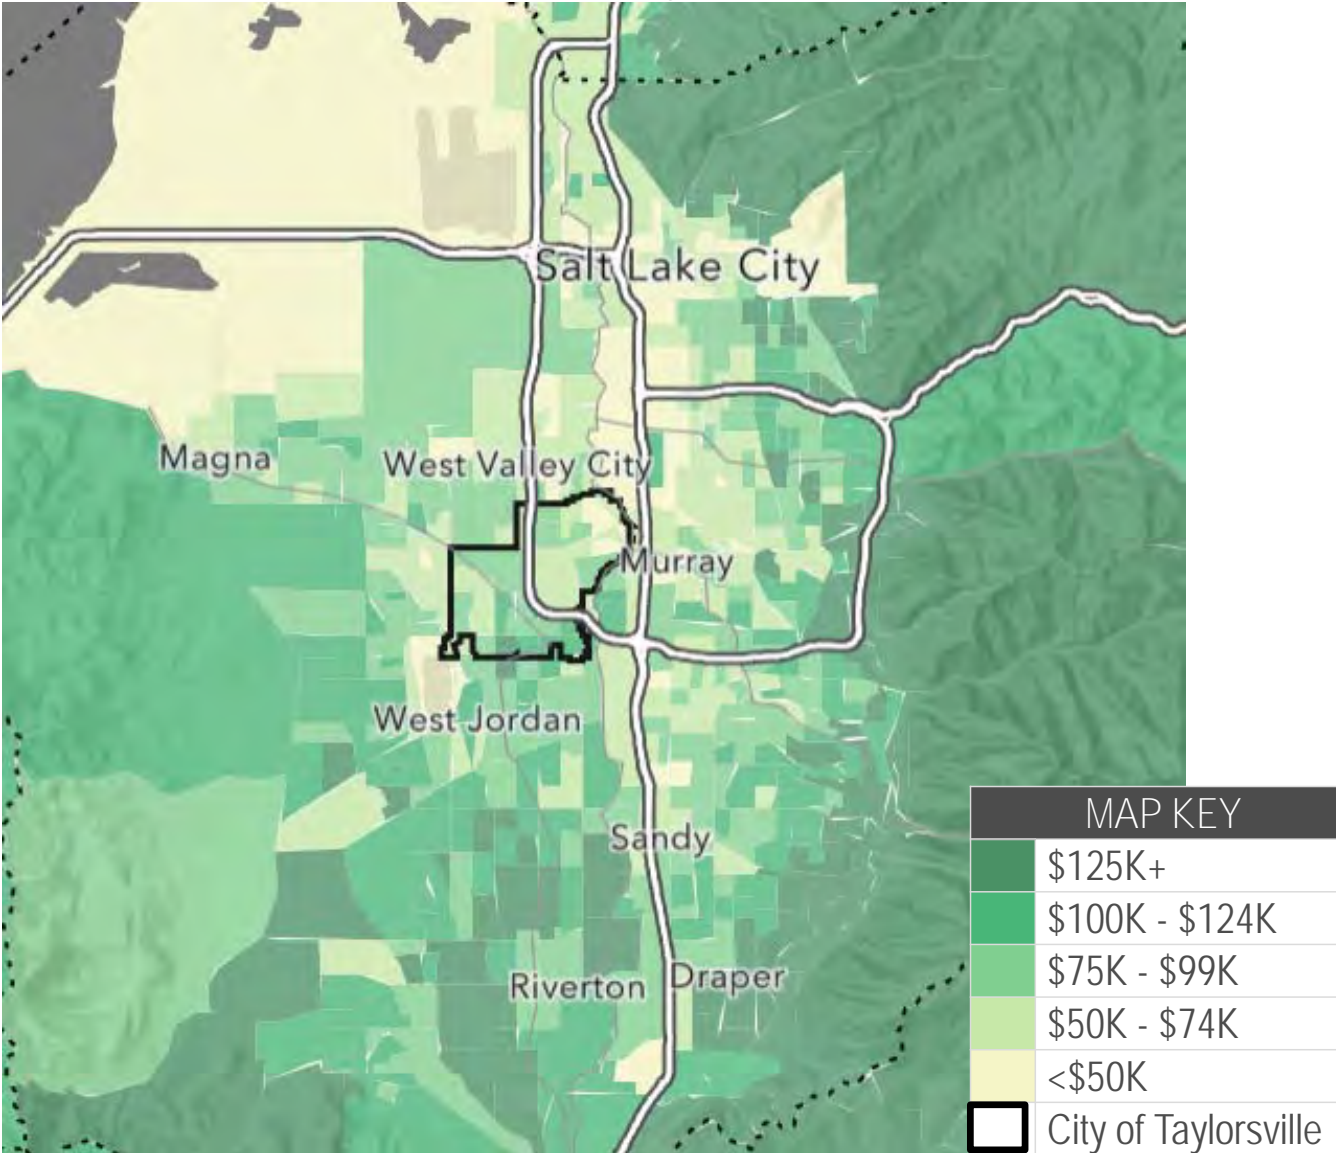 Salt Lake City
Magna
West Valley City
Murray
West Jordan
Sandy
Riverton
Draper
MAP KEY
$125K+
$100K - $124K
$75K - $99K
$50K - $74K
<$50K
City of Taylorsville